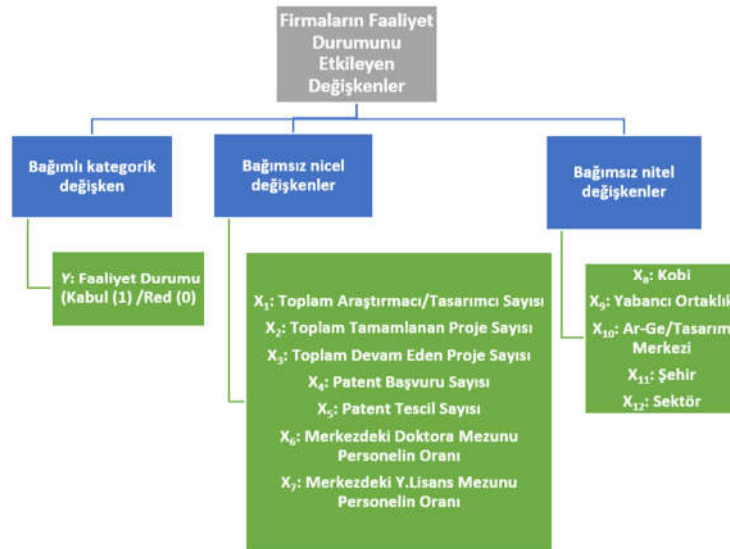 Firmaların Faaliyet
Durumunu
Etkileyen
Değişkenler
Bağımlı kategorik
değişken
Bağımsız nicel
değişkenler
Bağımsız nitel
değişkenler
Y: Faaliyet Durumu
(Kabul (1) /Red (0)
X1: Toplam Araştırmacı/Tasarımcı Sayısı
X2: Toplam Tamamlanan Proje Sayısı
X3: Toplam Devam Eden Proje Sayısı
X4: Patent Başvuru Sayısı
X5: Patent Tescil Sayısı
X6: Merkezdeki Doktora Mezunu
Personelin Oranı
X7: Merkezdeki Y.Lisans Mezunu
Personelin Oranı
X8: Kobi
X9: Yabancı Ortaklık
X10: Ar-Ge/Tasarım
Merkezi
X11: Şehir
X12: Sektör